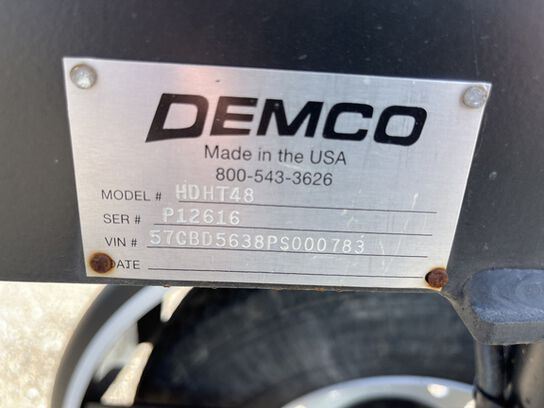 DEMCO
Made in the USA
800-543-3626
MODEL # HDHT48
SER # P12616
VIN # 57CBD5638PS000783
DATE